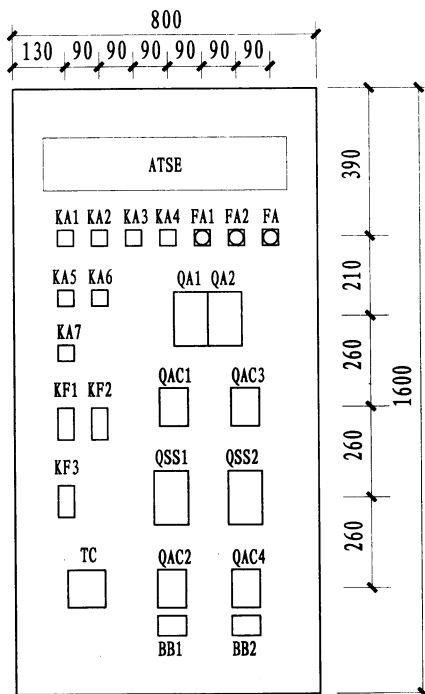 800
130 90 90 90 90 90 90
ATSE
KA1 KA2 KA3 KA4 FA1 FA2 FA
390
KA5 KA6 QA1 QA2
210
KA7
260
QAC1 QAC3
KF1 KF2
1600
260
KF3 QSS1 QSS2
260
TC QAC2 QAC4
BB1 BB2